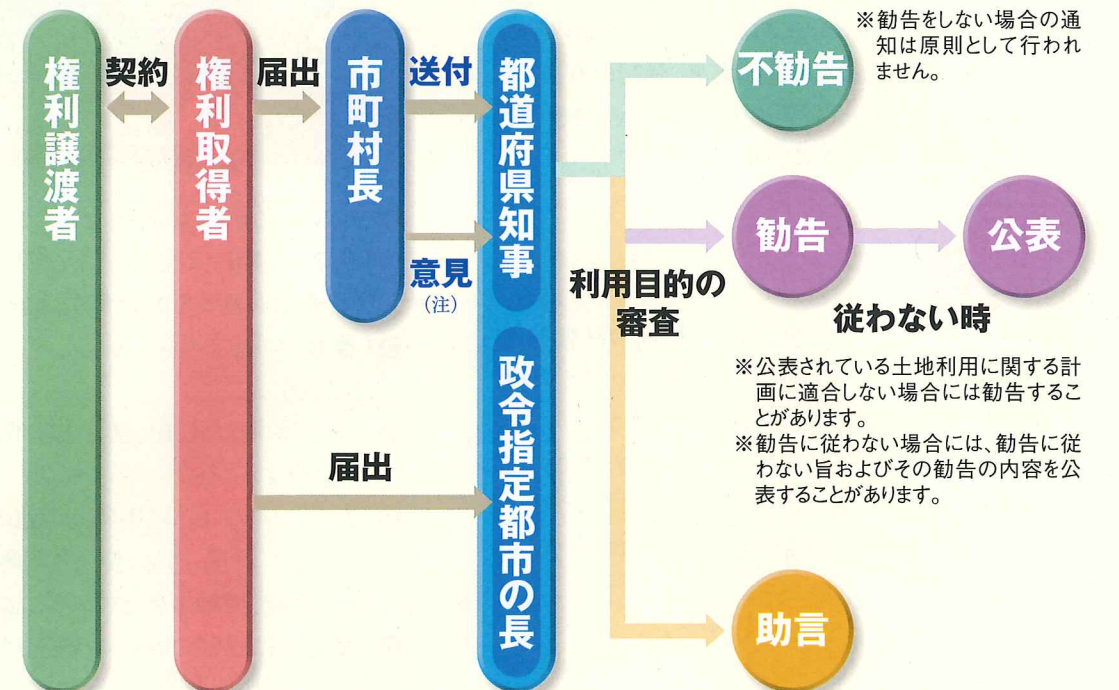 権利譲渡者
契約
権利取得者
届出
市町村長
送付
意見
(注)
都道府県知事
届出
政令指定都市の長
利用目的の
審査
不勧告
※勧告をしない場合の通
知は原則として行われ
ません。
勧告
公表
従わない時
※公表されている土地利用に関する計
画に適合しない場合には勧告するこ
とがあります。
※勧告に従わない場合には、勧告に従
わない旨およびその勧告の内容を公
表することがあります。
助言